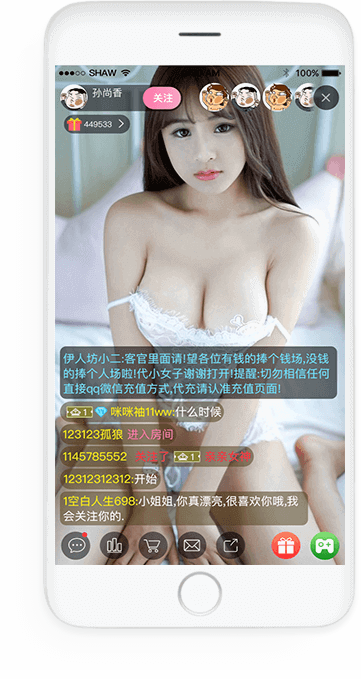 SHAW
100%
孙尚香
关注
449533
伊人坊小二:客官里面请!望各位有钱的捧个钱场,没钱
的捧个人场啦!代小女子谢谢打开!提醒:切勿相信任何
直接qq微信充值方式,代充请认准充值页面!
1 咪咪袖11ww:什么时候
123123孤狼 进入房间
1145785552 1
12312312312:开始
1空白人生698:小姐姐,你真漂亮,很喜欢你哦,我
会关注你的.